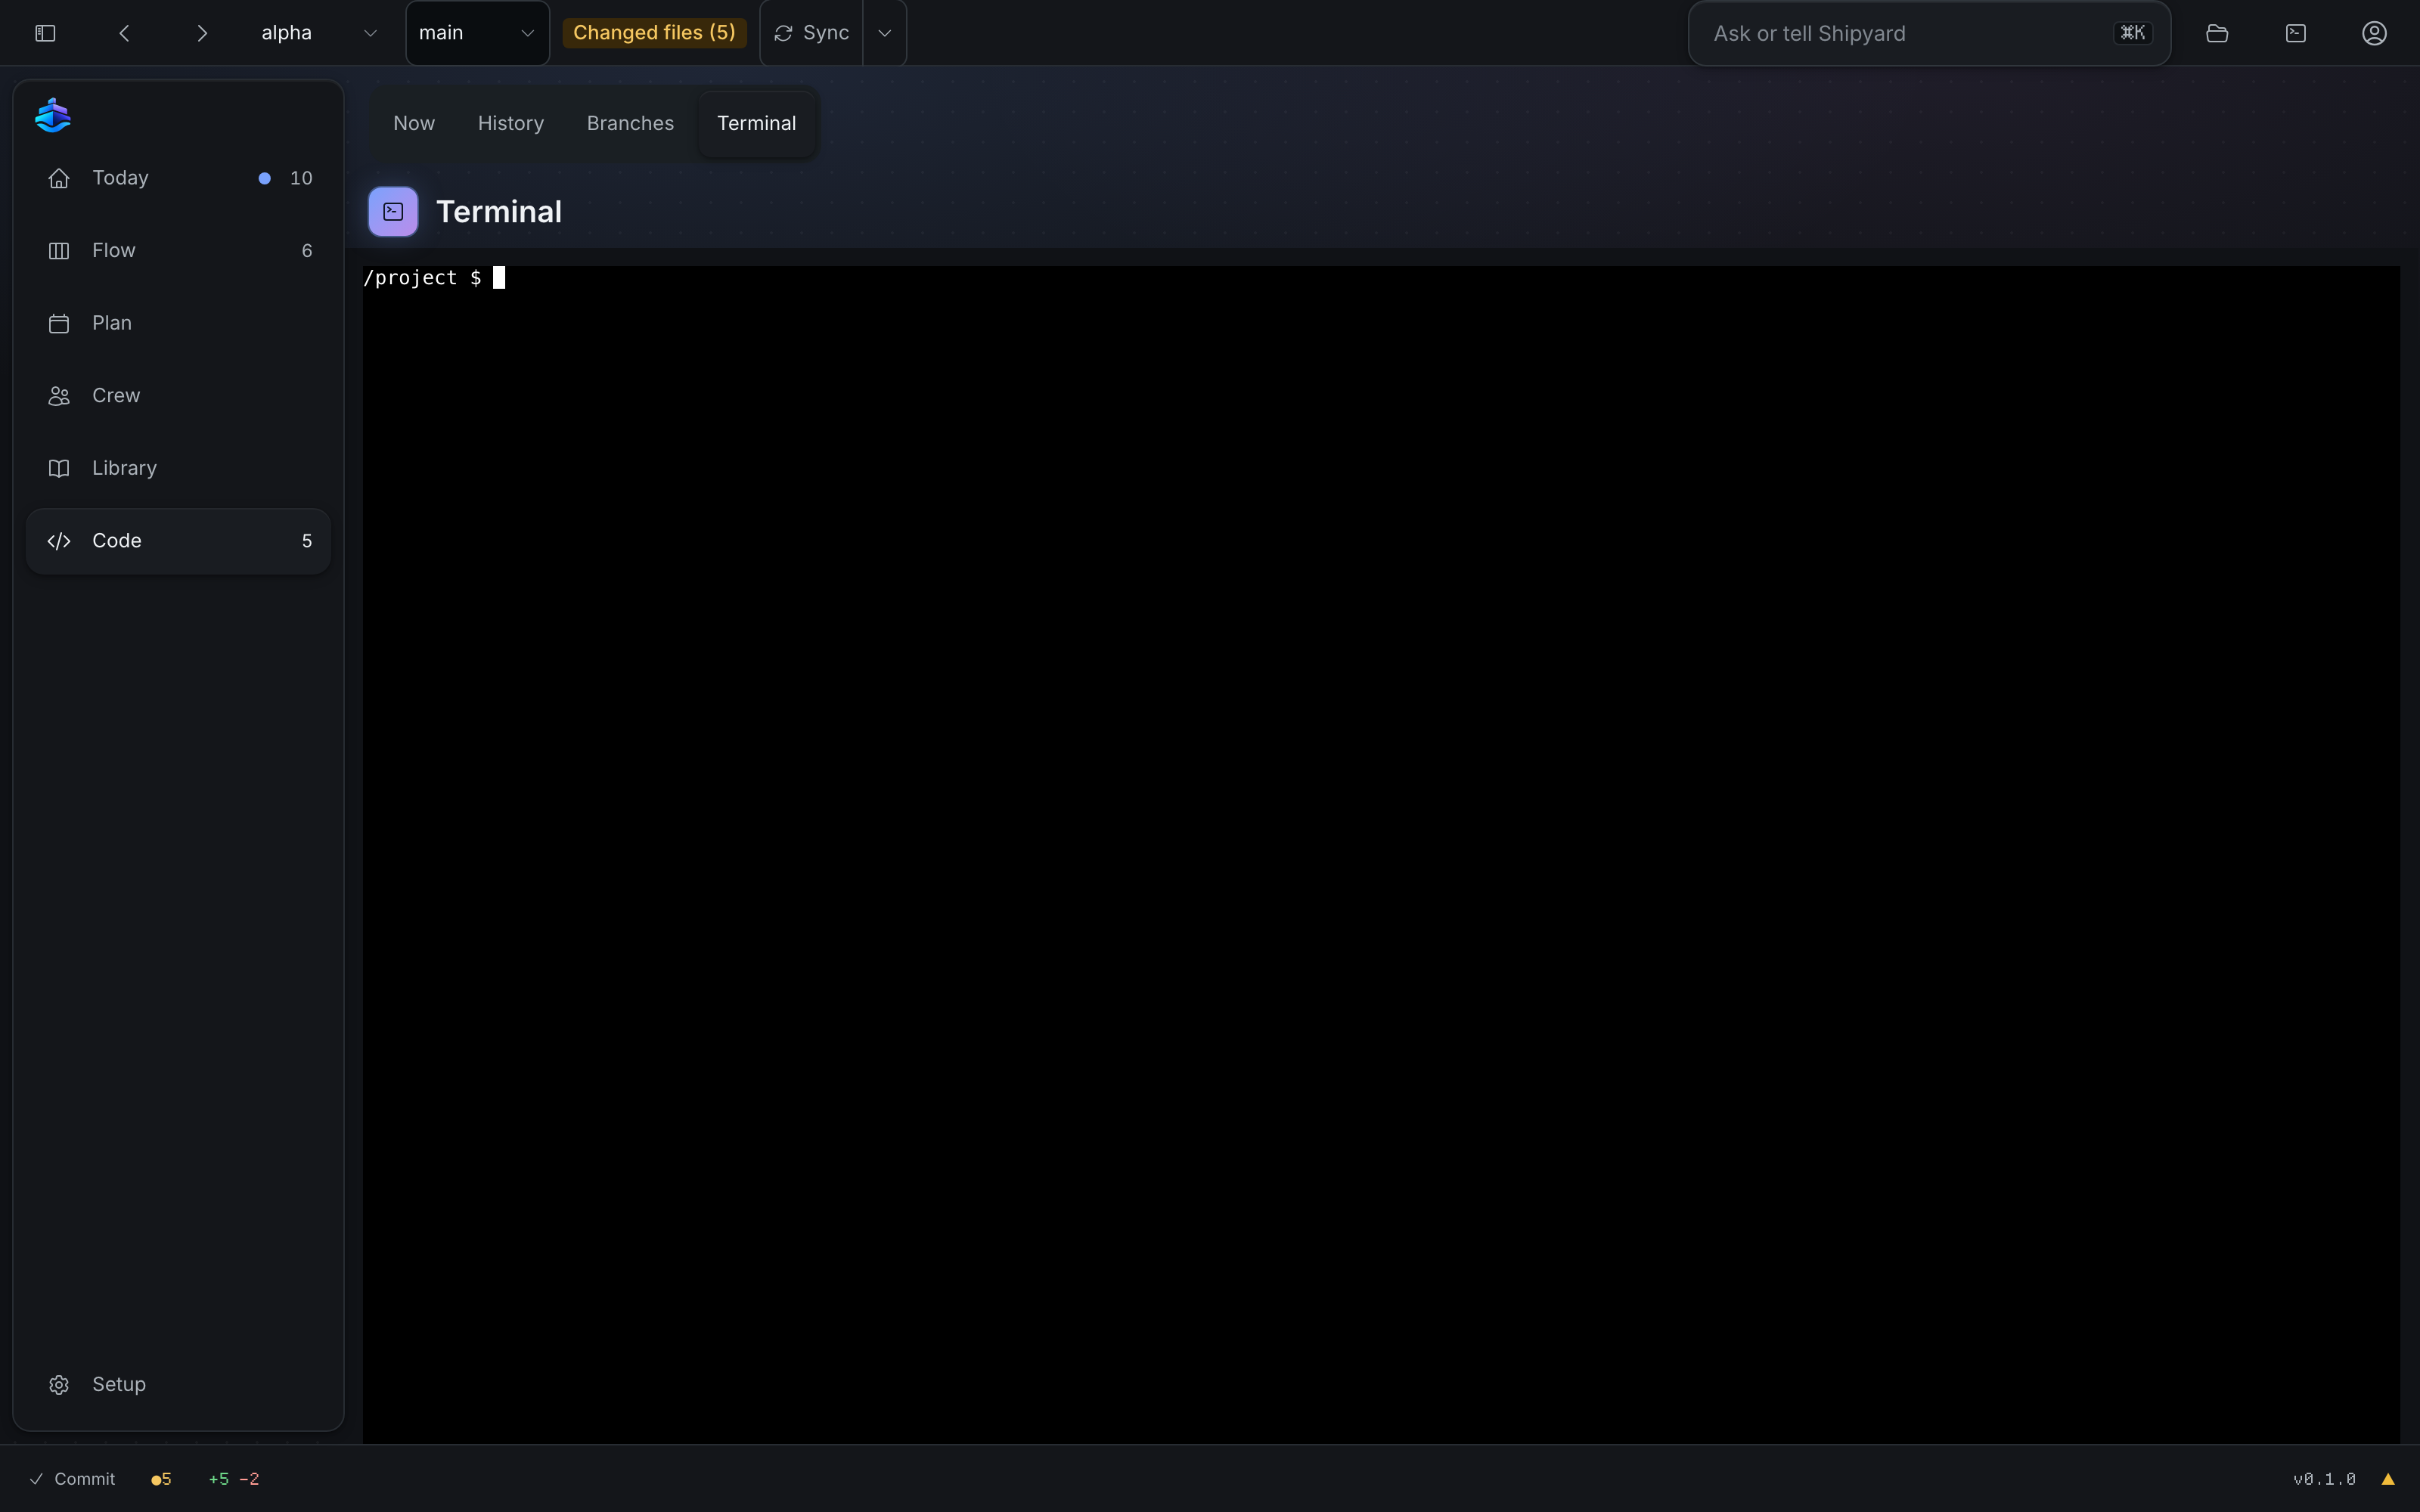 alpha main Changed files (5) Sync Ask or tell Shipyard ⌘K
Now History Branches Terminal
Terminal
Today 10
Flow 6
Plan
Crew
Library
Code 5
Setup
/project $
Commit 5 +5 -2 v0.1.0